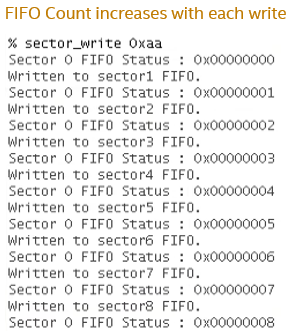 FIFO Count increases with each write
% sector_write 0xaa
Sector 0 FIFO Status : 0x00000000
Written to sector1 FIFO.
Sector 0 FIFO Status : 0x00000001
Written to sector2 FIFO.
Sector 0 FIFO Status : 0x00000002
Written to sector3 FIFO.
Sector 0 FIFO Status : 0x00000003
Written to sector4 FIFO.
Sector 0 FIFO Status : 0x00000004
Written to sector5 FIFO.
Sector 0 FIFO Status : 0x00000005
Written to sector6 FIFO.
Sector 0 FIFO Status : 0x00000006
Written to sector7 FIFO.
Sector 0 FIFO Status : 0x00000007
Written to sector8 FIFO.
Sector 0 FIFO Status : 0x00000008